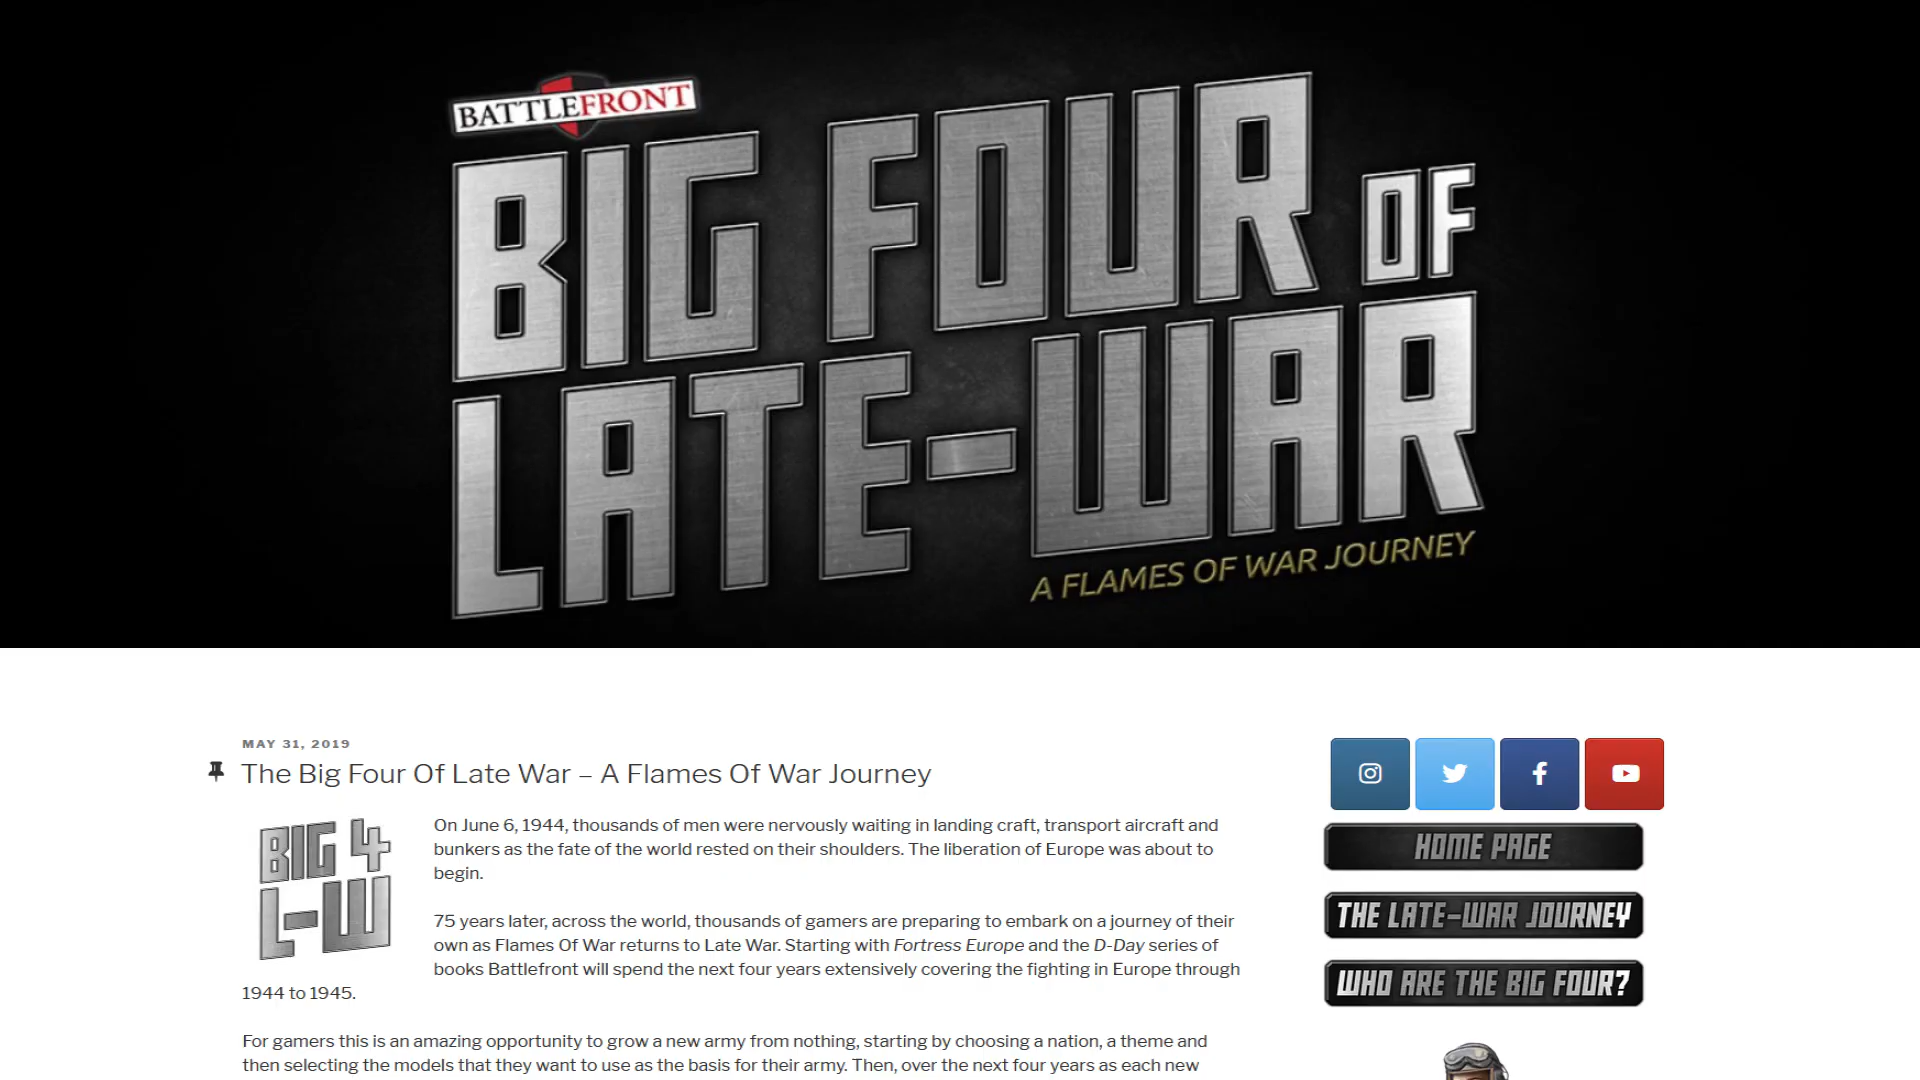 BATTLEFRONT
BIG FOUR OF
LATE-WAR
A FLAMES OF WAR JOURNEY
MAY 31, 2019
The Big Four Of Late War – A Flames Of War Journey
BIG 4
L-W
On June 6, 1944, thousands of men were nervously waiting in landing craft, transport aircraft and
bunkers as the fate of the world rested on their shoulders. The liberation of Europe was about to
begin.
75 years later, across the world, thousands of gamers are preparing to embark on a journey of their
own as Flames Of War returns to Late War. Starting with Fortress Europe and the D-Day series of
books Battlefront will spend the next four years extensively covering the fighting in Europe through
1944 to 1945.
For gamers this is an amazing opportunity to grow a new army from nothing, starting by choosing a nation, a theme and
then selecting the models that they want to use as the basis for their army. Then, over the next four years as each new
HOME PAGE
THE LATE-WAR JOURNEY
WHO ARE THE BIG FOUR?